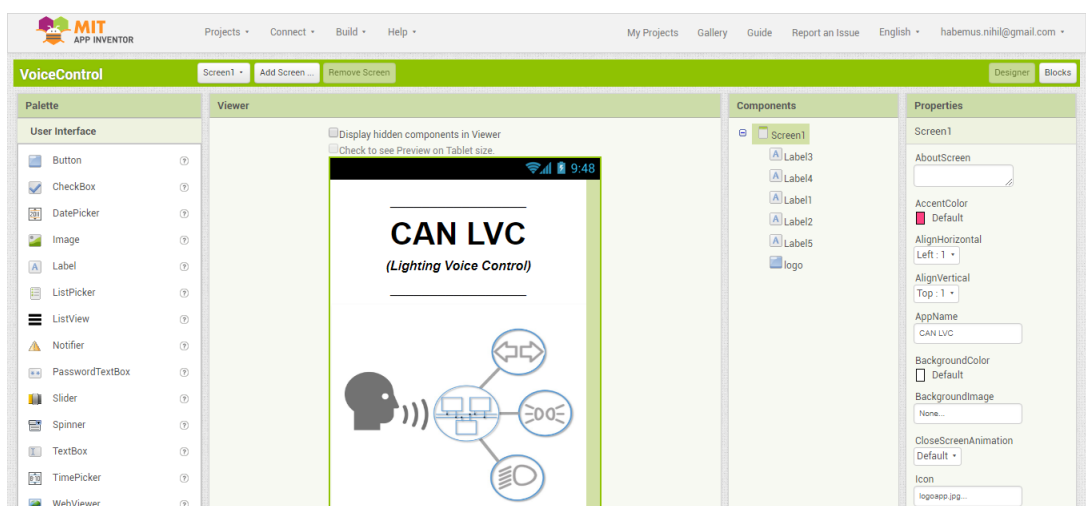 MIT
APP INVENTOR
Projects Connect Build Help My Projects Gallery Guide Report an Issue English habemus.nihil@gmail.com
VoiceControl Screen1 Add Screen ... Remove Screen Designer Blocks
Palette
User Interface
Button
CheckBox
DatePicker
Image
Label
ListPicker
ListView
Notifier
PasswordTextBox
Slider
Spinner
TextBox
TimePicker
WebViewer
Viewer
Display hidden components in Viewer
Check to see Preview on Tablet size.
9:48
CAN LVC
(Lighting Voice Control)
Components
Screen1
Label3
Label4
Label1
Label2
Label5
logo
Properties
Screen1
AboutScreen
AccentColor
Default
AlignHorizontal
Left : 1
AlignVertical
Top : 1
AppName
CAN LVC
BackgroundColor
Default
BackgroundImage
None...
CloseScreenAnimation
Default
Icon
logoapp.jpg...